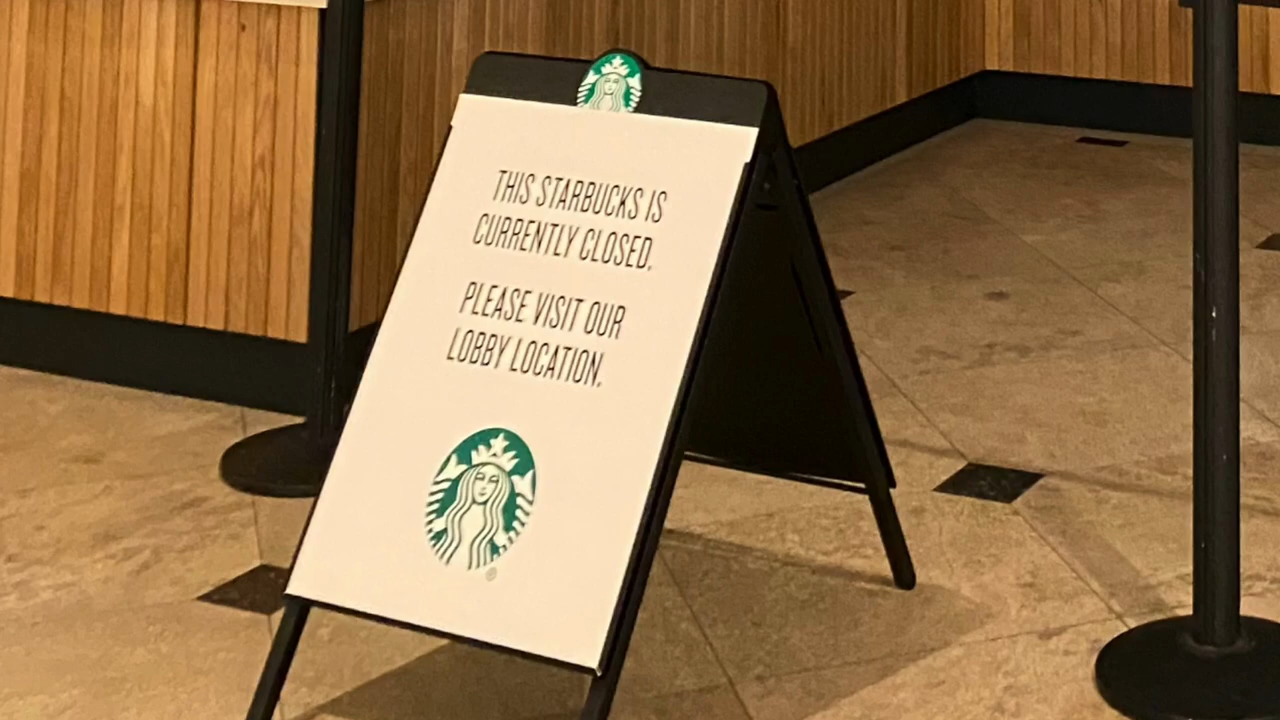 THIS STARBUCKS IS
CURRENTLY CLOSED.
PLEASE VISIT OUR
LOBBY LOCATION.
®